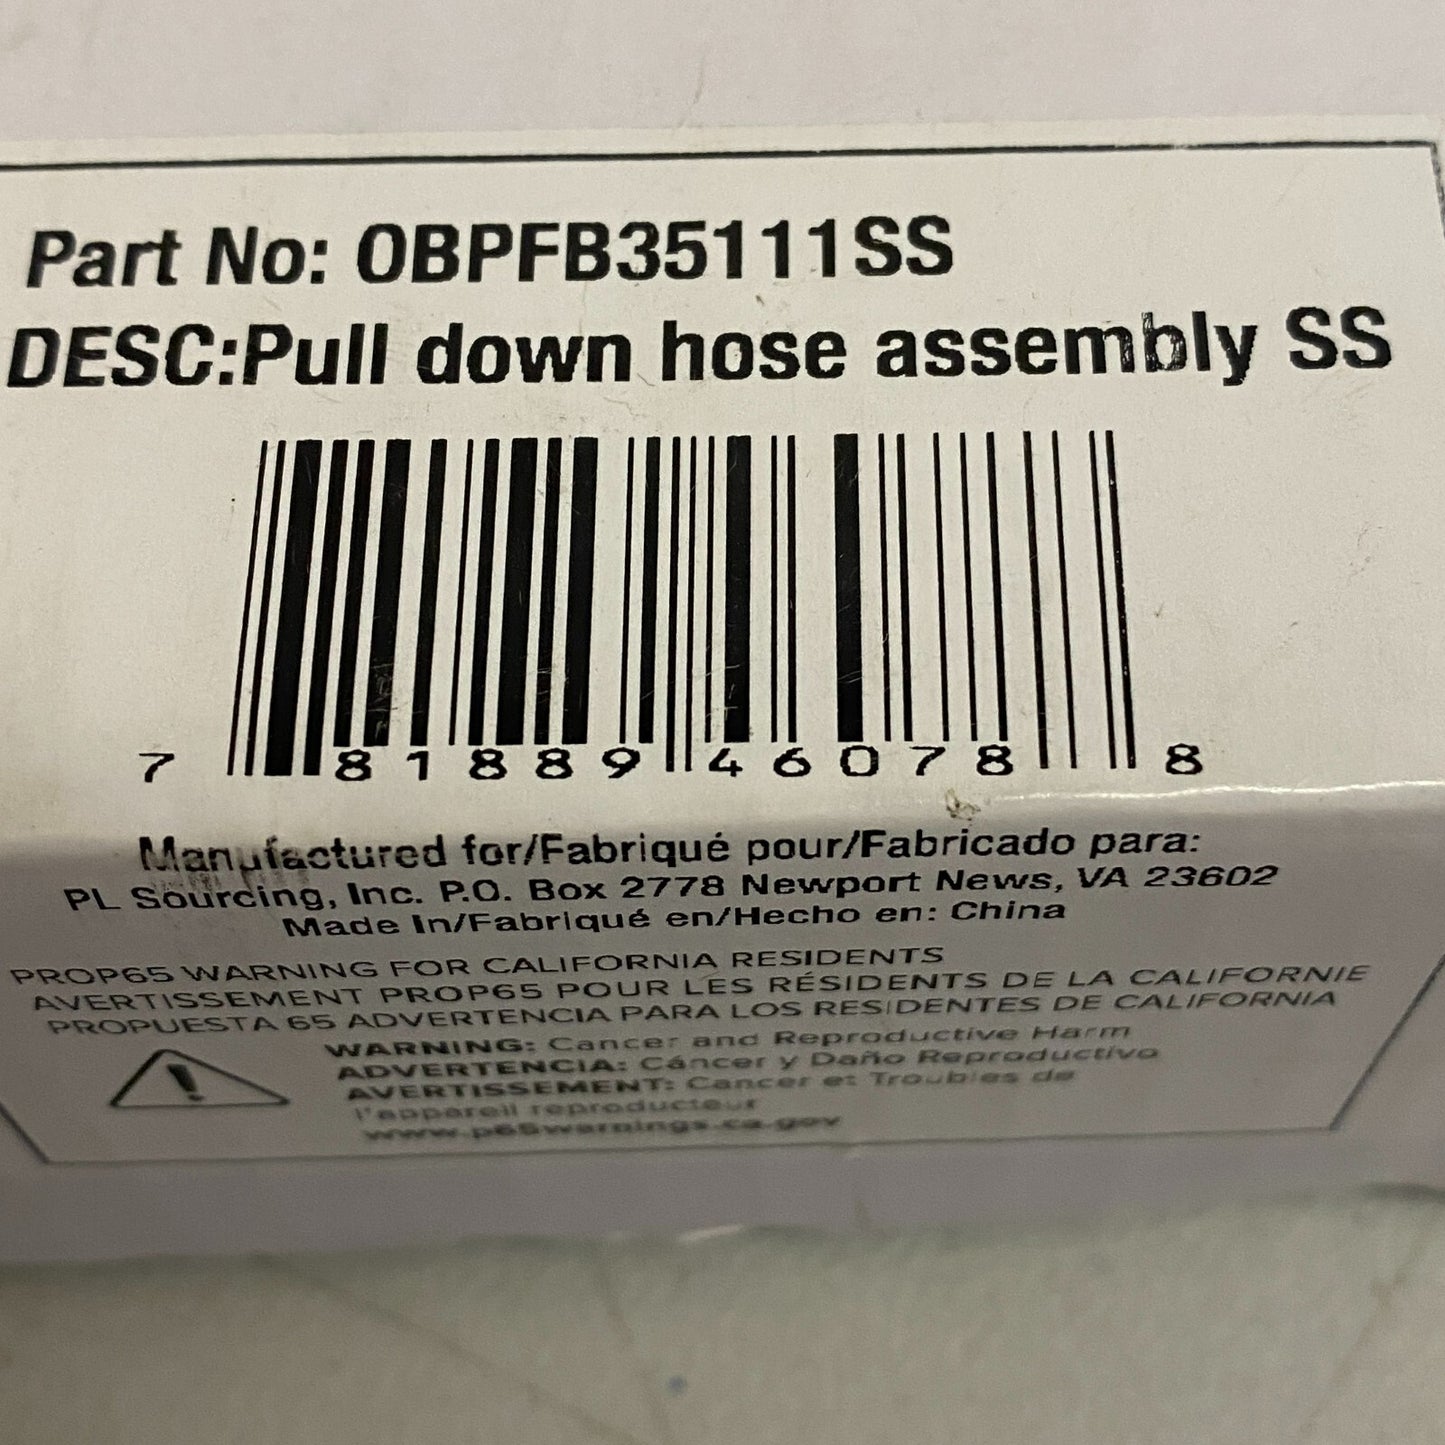 Part No: OBPFB35111SS
DESC:Pull down hose assembly SS
7 81889 46078 8
Manufactured for/Fabriqué pour/Fabricado para:
PL Sourcing, Inc. P.O. Box 2778 Newport News, VA 23602
Made In/Fabriqué en/Hecho en: China
PROP65 WARNING FOR CALIFORNIA RESIDENTS
AVERTISSEMENT PROP65 POUR LES RÉSIDENTS DE LA CALIFORNIE
PROPUESTA 65 ADVERTENCIA PARA LOS RESIDENTES DE CALIFORNIA
WARNING: Cancer and Reproductive Harm
ADVERTENCIA: Cáncer y Daño Reproductivo
AVERTISSEMENT: Cancer et Troubles de
l'appareil reproducteur
www.p65warnings.ca.gov